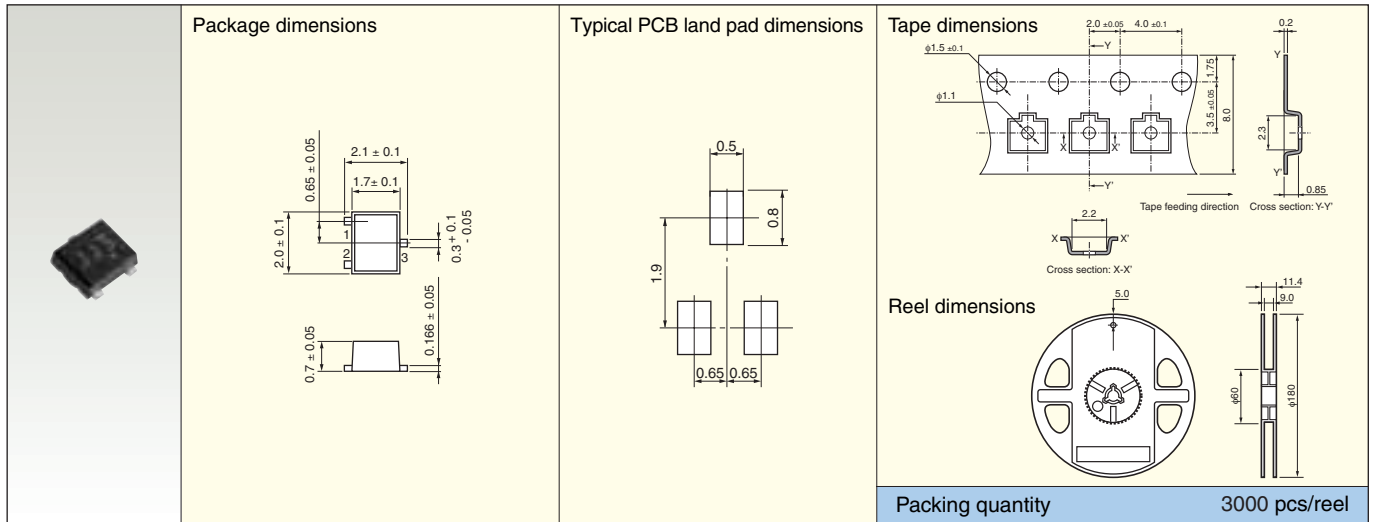 Package dimensions
2.1 ± 0.1
1.7± 0.1
0.65 ± 0.05
2.0 ± 0.1
1
2
3
0.3 + 0.1
- 0.05
0.7 ± 0.05
0.166 ± 0.05
Typical PCB land pad dimensions
0.5
0.8
1.9
0.65
0.65
Tape dimensions
2.0 ±0.05
4.0 ±0.1
0.2
Y
Y
φ1.5 ±0.1
1.75
φ1.1
3.5 ±0.05
8.0
2.3
X
X'
Y'
Y'
0.85
Tape feeding direction
Cross section: Y-Y'
2.2
X
X'
Cross section: X-X'
Reel dimensions
5.0
11.4
9.0
φ60
φ180
Packing quantity
3000 pcs/reel